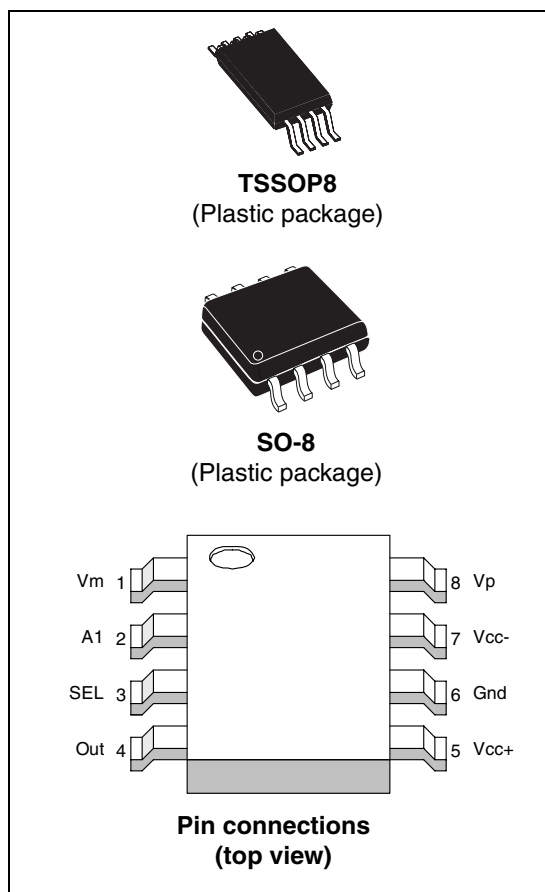 TSSOP8
(Plastic package)
SO-8
(Plastic package)
Vm 1
8 Vp
A1 2
7 Vcc-
SEL 3
6 Gnd
Out 4
5 Vcc+
Pin connections
(top view)